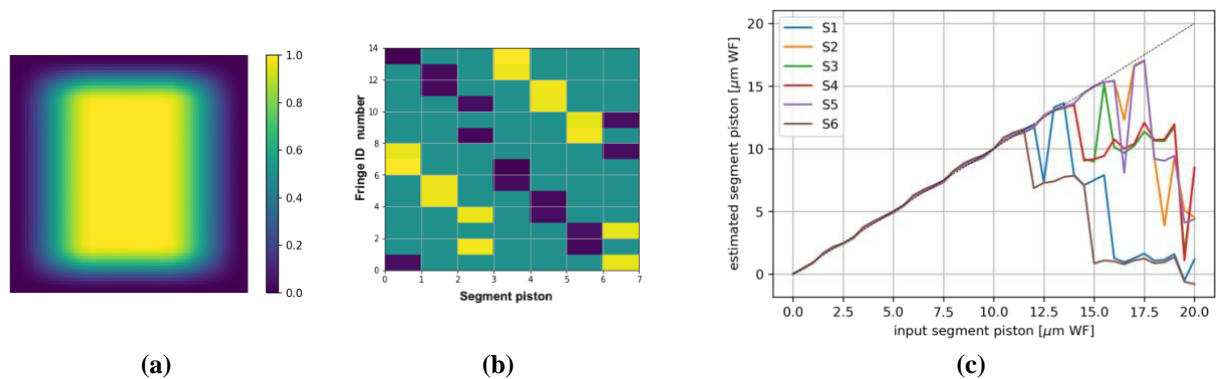 1.0
0.8
0.6
0.4
0.2
0.0
(a)
Fringe ID number
14
12
10
8
6
4
2
0
0 1 2 3 4 5 6 7
Segment piston
(b)
estimated segment piston [μm WF]
20
15
10
5
0
S1
S2
S3
S4
S5
S6
0.0 2.5 5.0 7.5 10.0 12.5 15.0 17.5 20.0
input segment piston [μm WF]
(c)